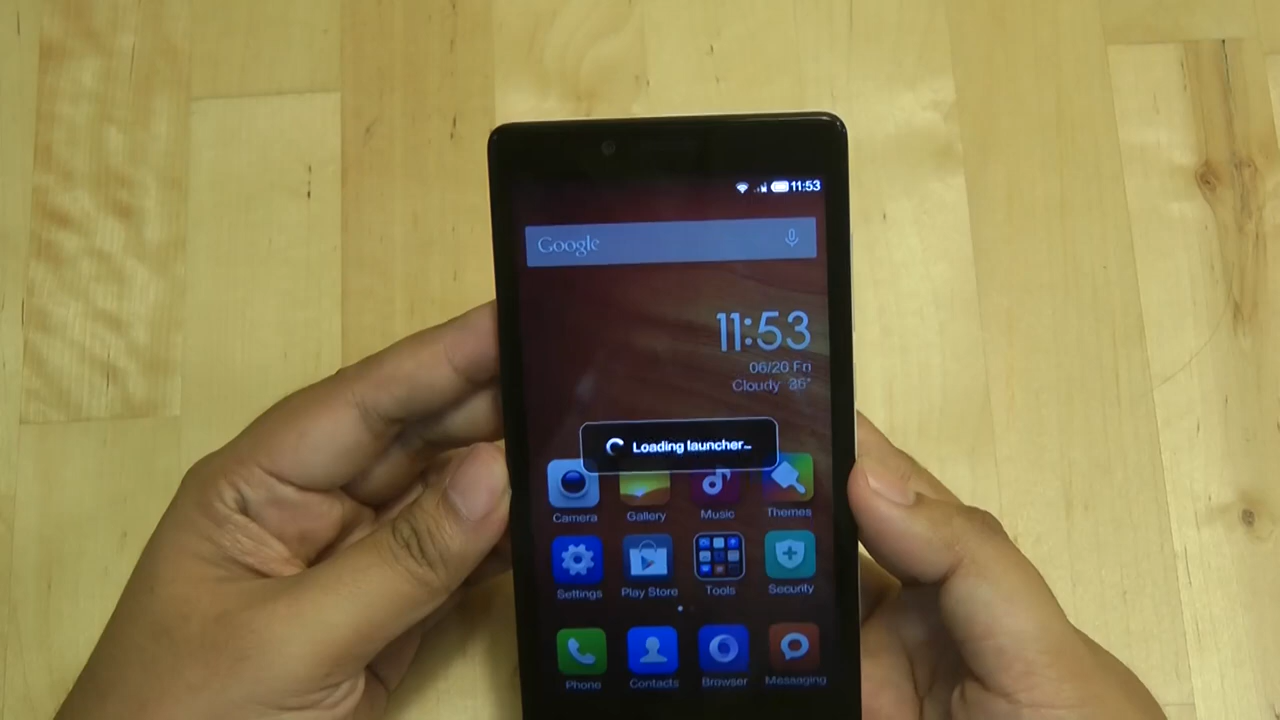 11:53
Google
11:53
06/20 Fri
Cloudy 36°
Loading launcher...
Camera Gallery Music Themes
Settings Play Store Tools Security
Phone Contacts Browser Messaging